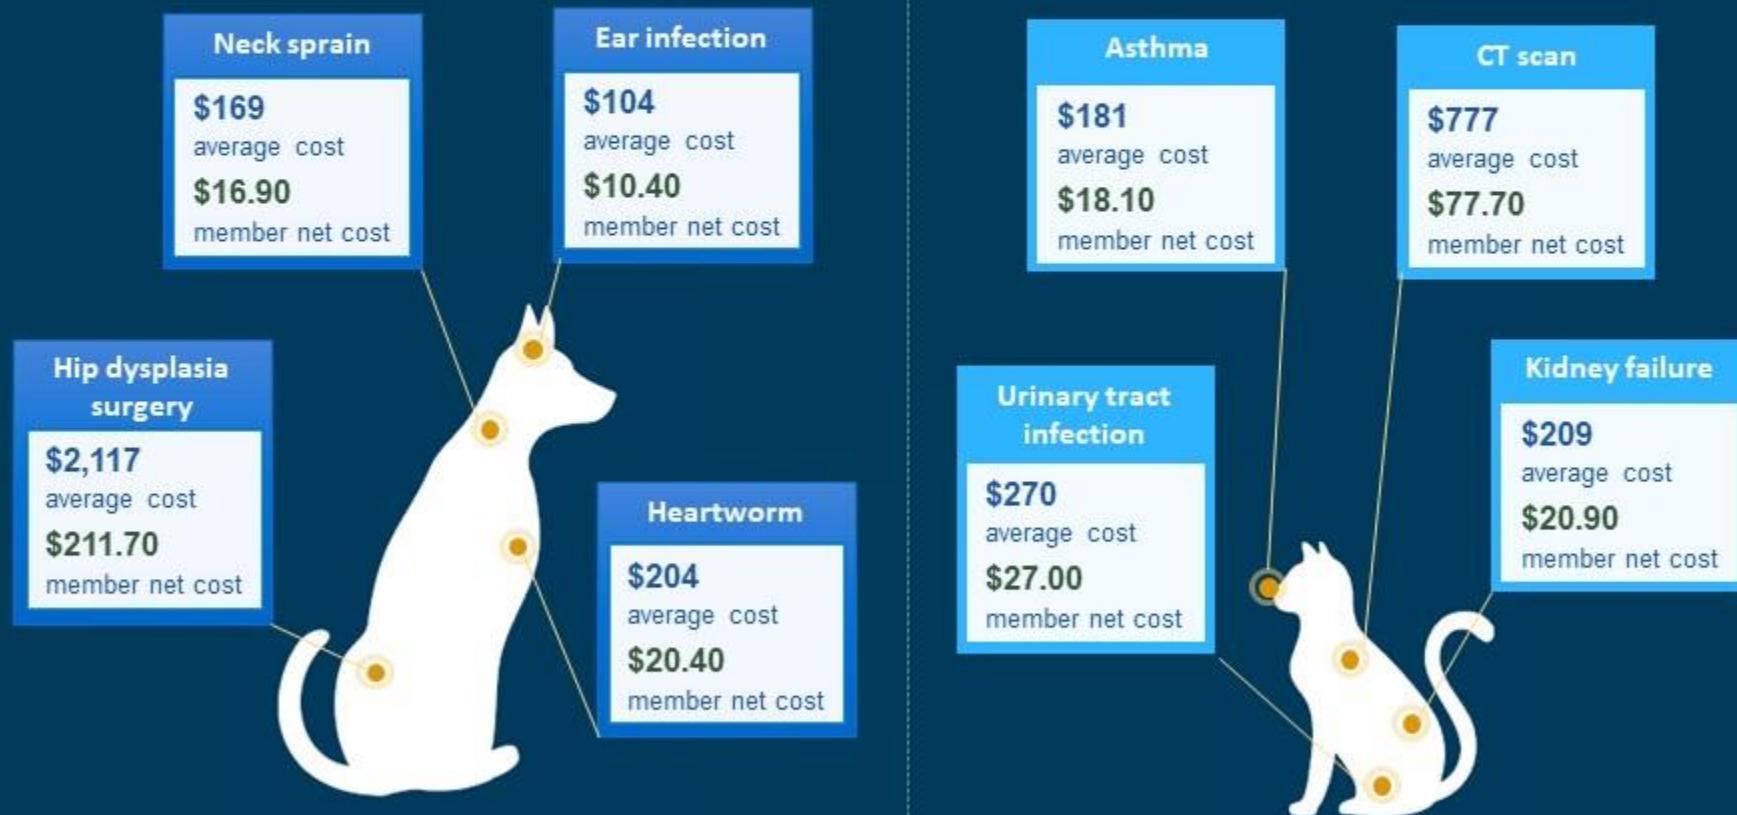 Neck sprain
$169
average cost
$16.90
member net cost
Ear infection
$104
average cost
$10.40
member net cost
Hip dysplasia
surgery
$2,117
average cost
$211.70
member net cost
Heartworm
$204
average cost
$20.40
member net cost
Asthma
$181
average cost
$18.10
member net cost
CT scan
$777
average cost
$77.70
member net cost
Urinary tract
infection
$270
average cost
$27.00
member net cost
Kidney failure
$209
average cost
$20.90
member net cost